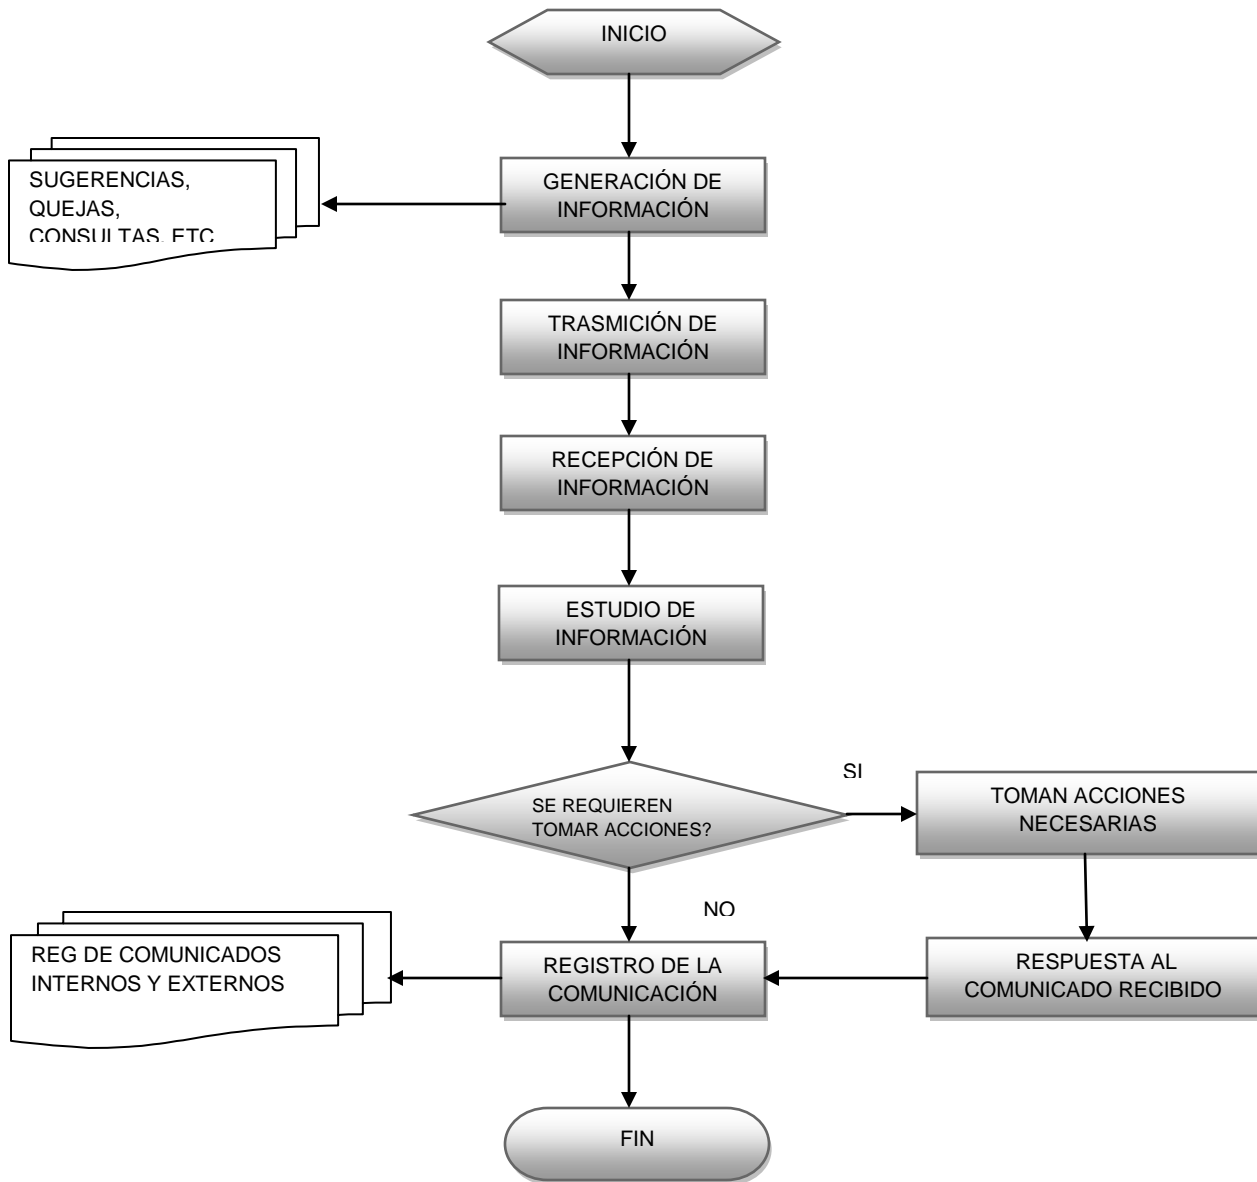 INICIO
GENERACIÓN DE
INFORMACIÓN
SUGERENCIAS,
QUEJAS,
CONSULTAS, ETC
TRASMICIÓN DE
INFORMACIÓN
RECEPCIÓN DE
INFORMACIÓN
ESTUDIO DE
INFORMACIÓN
SE REQUIEREN
TOMAR ACCIONES?
SI
TOMAN ACCIONES
NECESARIAS
NO
REG DE COMUNICADOS
INTERNOS Y EXTERNOS
REGISTRO DE LA
COMUNICACIÓN
RESPUESTA AL
COMUNICADO RECIBIDO
FIN